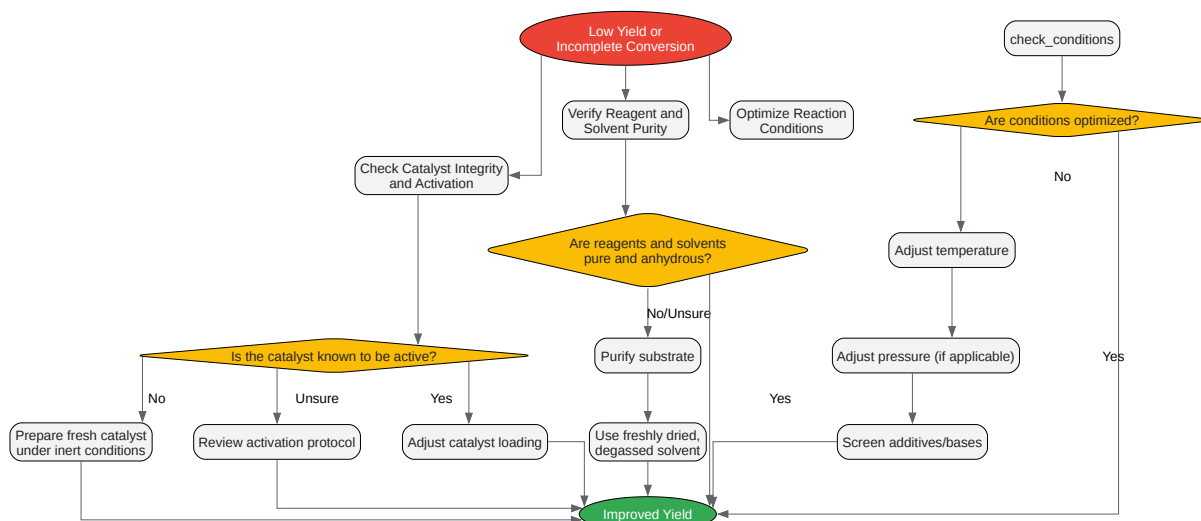 Low Yield or
Incomplete Conversion
check_conditions
Verify Reagent and
Solvent Purity
Optimize Reaction
Conditions
Are conditions optimized?
Check Catalyst Integrity
and Activation
No
Are reagents and solvents
pure and anhydrous?
Adjust temperature
No/Unsure
Is the catalyst known to be active?
Purify substrate
Adjust pressure (if applicable)
Yes
No
Unsure
Yes
Yes
Prepare fresh catalyst
under inert conditions
Review activation protocol
Adjust catalyst loading
Use freshly dried,
degassed solvent
Screen additives/bases
Improved Yield